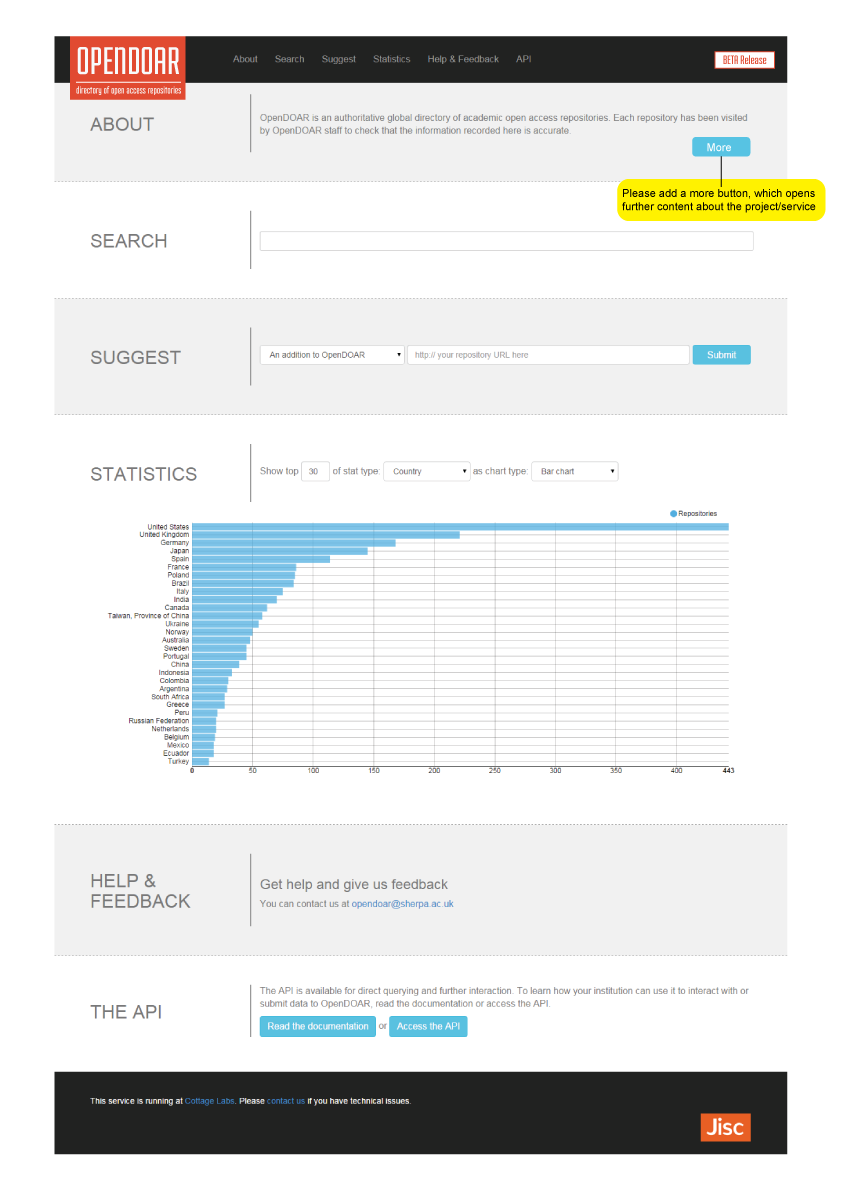 OPENDOAR
directory of open access repositories
About Search Suggest Statistics Help & Feedback API
BETA Release
ABOUT
OpenDOAR is an authoritative global directory of academic open access repositories. Each repository has been visited
by OpenDOAR staff to check that the information recorded here is accurate.
More
Please add a more button, which opens
further content about the project/service
SEARCH
SUGGEST
An addition to OpenDOAR
http:// your repository URL here
Submit
STATISTICS
Show top 30 of stat type: Country as chart type: Bar chart
Repositories
United States
United Kingdom
Germany
Japan
Spain
France
Poland
Brazil
Italy
India
Canada
Taiwan, Province of China
Ukraine
Norway
Australia
Sweden
Portugal
China
Indonesia
Colombia
Argentina
South Africa
Greece
Peru
Russian Federation
Netherlands
Belgium
Mexico
Ecuador
Turkey
0 50 100 150 200 250 300 350 400 443
HELP &
FEEDBACK
Get help and give us feedback
You can contact us at opendoar@sherpa.ac.uk
THE API
The API is available for direct querying and further interaction. To learn how your institution can use it to interact with or
submit data to OpenDOAR, read the documentation or access the API.
Read the documentation or Access the API
This service is running at Cottage Labs. Please contact us if you have technical issues.
Jisc